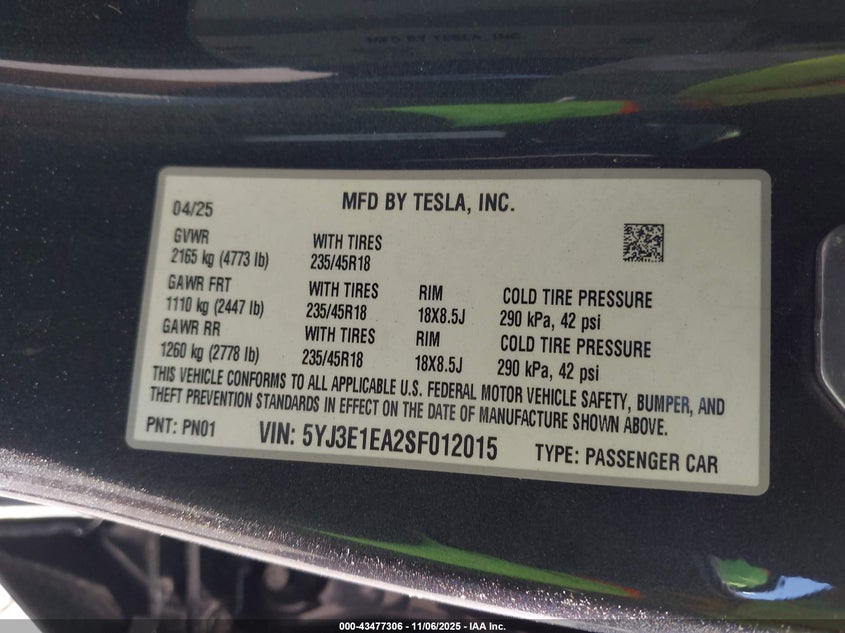 MFD BY TESLA, INC.
04/25
MFD BY TESLA, INC.
GVWR
2165 kg (4773 lb)
WITH TIRES
235/45R18
GAWR FRT
1110 kg (2447 lb)
WITH TIRES
235/45R18
RIM
18X8.5J
COLD TIRE PRESSURE
290 kPa, 42 psi
GAWR RR
1260 kg (2778 lb)
WITH TIRES
235/45R18
RIM
18X8.5J
COLD TIRE PRESSURE
290 kPa, 42 psi
THIS VEHICLE CONFORMS TO ALL APPLICABLE U.S. FEDERAL MOTOR VEHICLE SAFETY, BUMPER, AND
THEFT PREVENTION STANDARDS IN EFFECT ON THE DATE OF MANUFACTURE SHOWN ABOVE.
PNT: PN01
VIN: 5YJ3E1EA2SF012015
TYPE: PASSENGER CAR
000-43477306 - 11/06/2025 - IAA Inc.